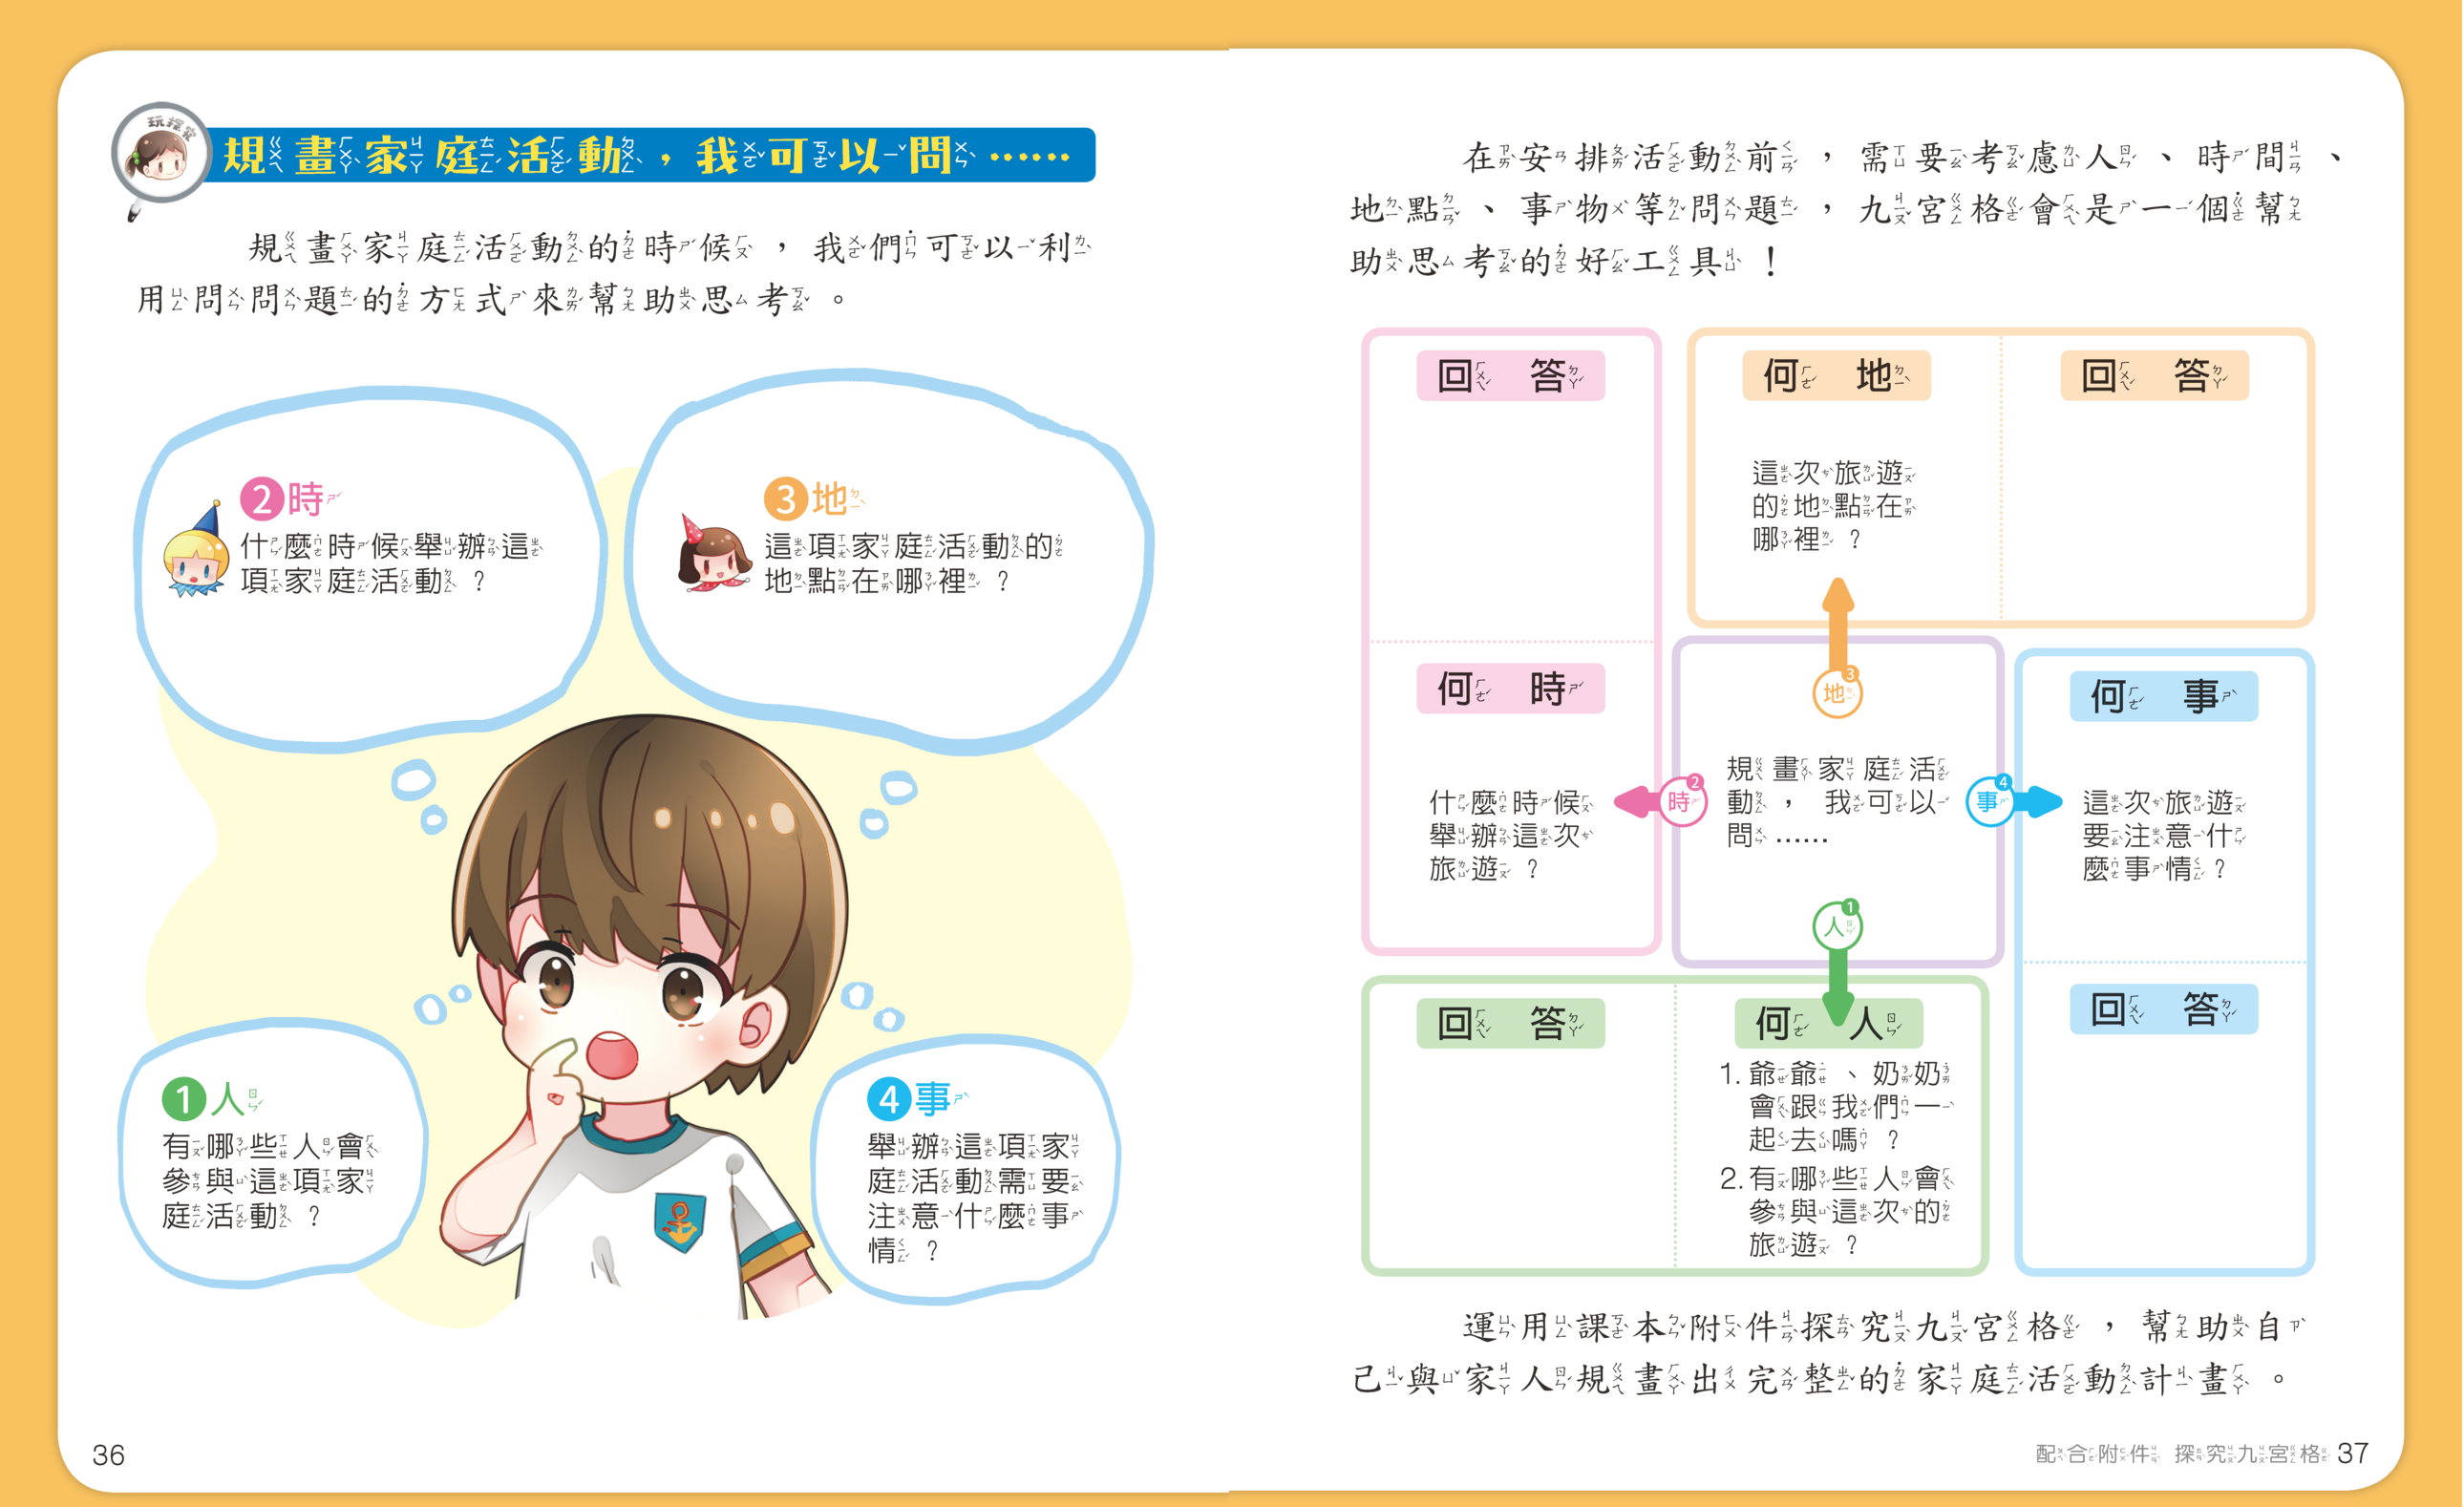 玩探究
規畫家庭活動，我可以問……
規畫家庭活動的時候，我們可以利
用問問題的方式來幫助思考。
2時
什麼時候舉辦這
項家庭活動？
3地
這項家庭活動的
地點在哪裡？
1人
有哪些人會
參與這項家
庭活動？
4事
舉辦這項家
庭活動需要
注意什麼事
情？
36
在安排活動前，需要考慮人、時間、
地點、事物等問題，九宮格會是一個幫
助思考的好工具！
回答
何地
這次旅遊
的地點在
哪裡？
回答
何時
什麼時候
舉辦這次
旅遊？
3
地
2
時
規畫家庭活
動，我可以
問……
4
事
1
人
何事
這次旅遊
要注意什
麼事情？
回答
回答
何人
1. 爺爺、奶奶
會跟我們一
起去嗎？
2. 有哪些人會
參與這次的
旅遊？
運用課本附件探究九宮格，幫助自
己與家人規畫出完整的家庭活動計畫。
配合附件 探究九宮格 37